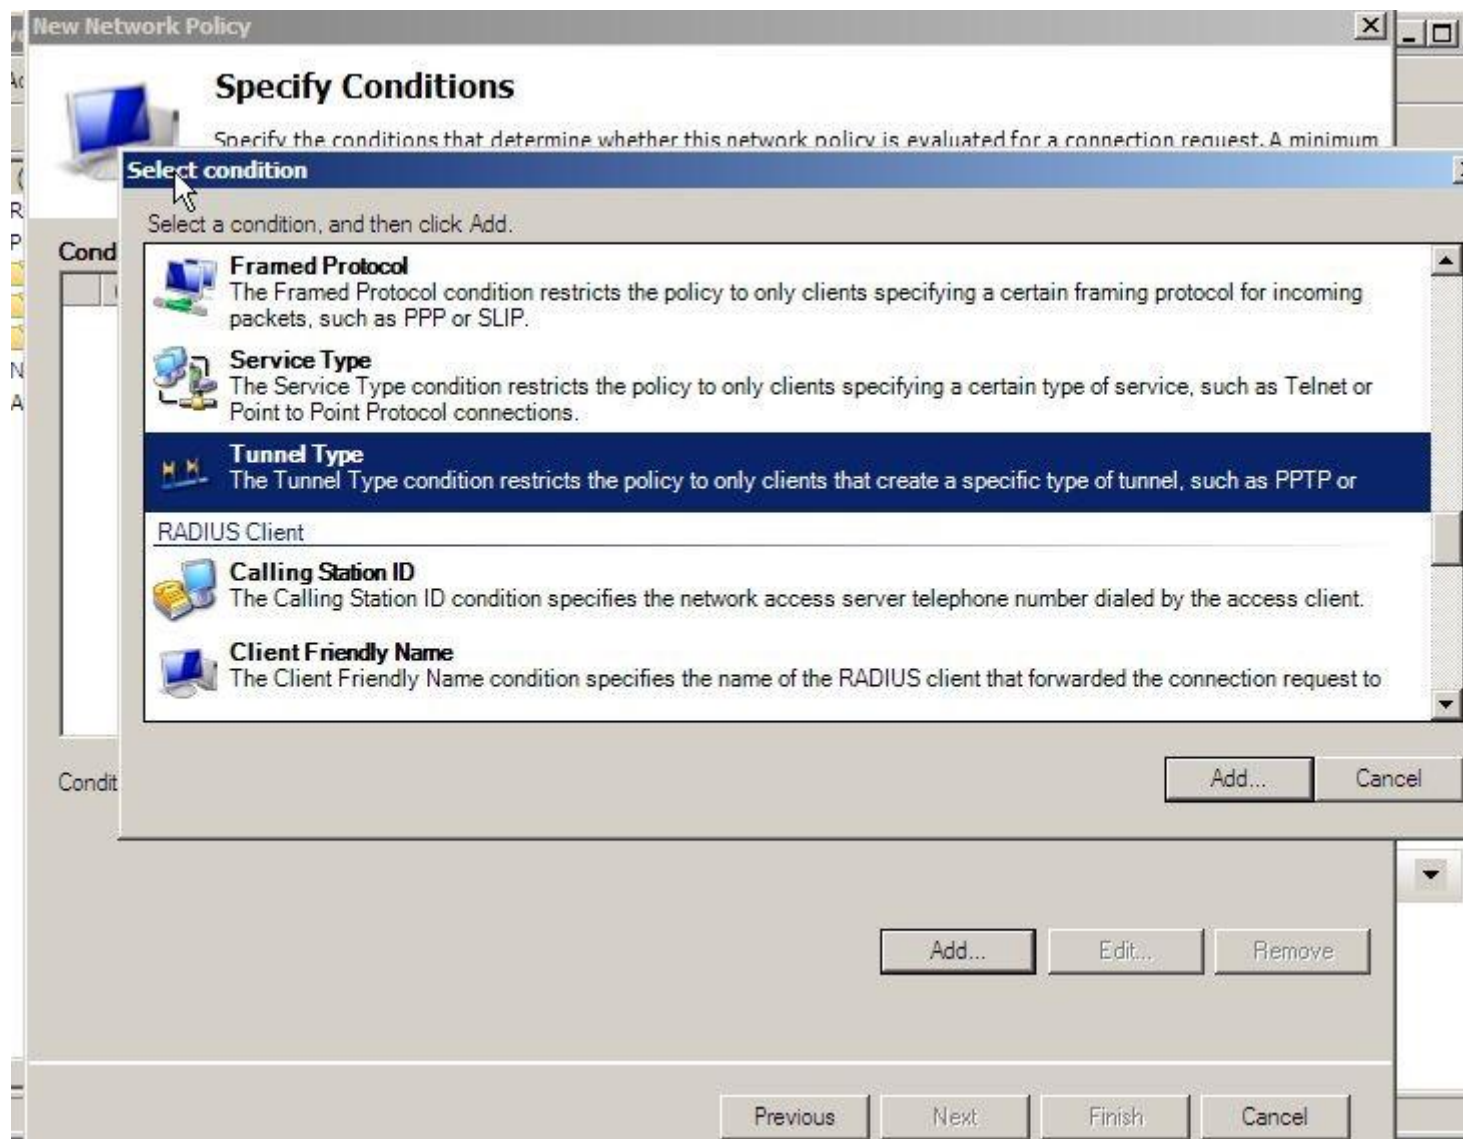 New Network Policy
Specify Conditions
Specify the conditions that determine whether this network policy is evaluated for a connection request. A minimum
Select condition
Select a condition, and then click Add.
Cond
Framed Protocol
The Framed Protocol condition restricts the policy to only clients specifying a certain framing protocol for incoming
packets, such as PPP or SLIP.
Service Type
The Service Type condition restricts the policy to only clients specifying a certain type of service, such as Telnet or
Point to Point Protocol connections.
Tunnel Type
The Tunnel Type condition restricts the policy to only clients that create a specific type of tunnel, such as PPTP or
RADIUS Client
Calling Station ID
The Calling Station ID condition specifies the network access server telephone number dialed by the access client.
Client Friendly Name
The Client Friendly Name condition specifies the name of the RADIUS client that forwarded the connection request to
Add... Cancel
Condit
Add... Edit... Remove
Previous Next Finish Cancel